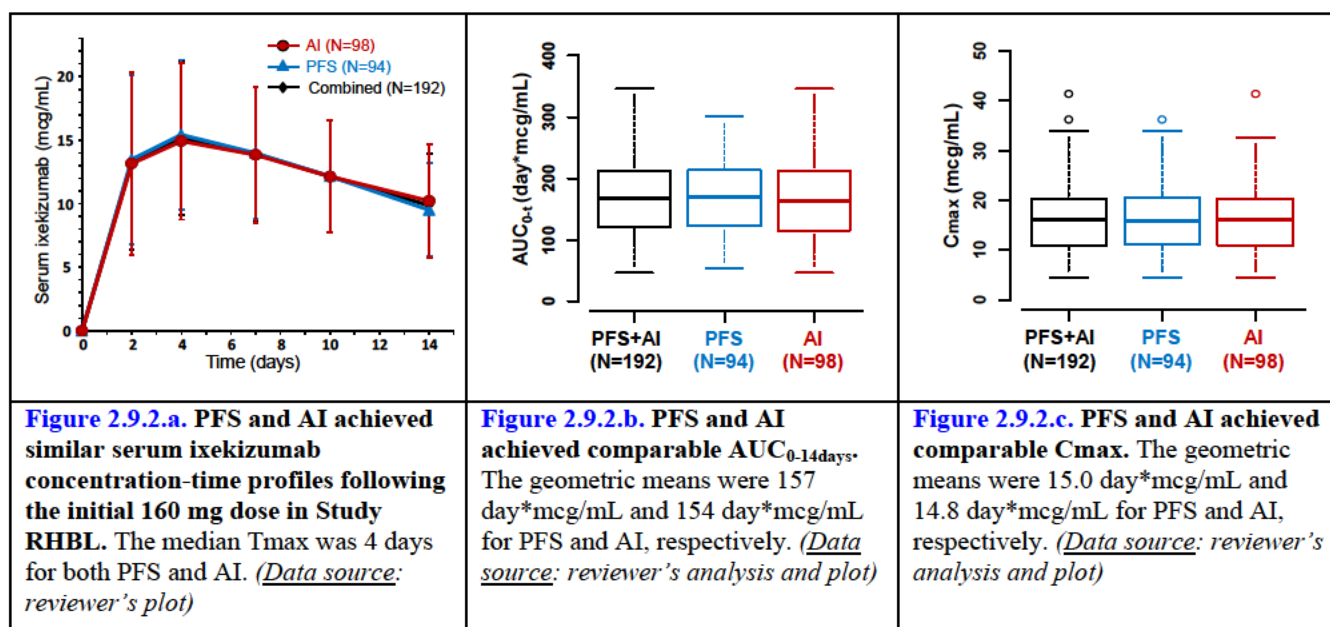 AI (N=98)
PFS (N=94)
Combined (N=192)
Serum ixekizumab (mcg/mL)
20
15
10
5
0
0 2 4 6 8 10 12 14
Time (days)
AUC0-t (day*mcg/mL)
400
300
200
100
0
PFS+AI PFS AI
(N=192) (N=94) (N=98)
Cmax (mcg/mL)
50
40
30
20
10
0
PFS+AI PFS AI
(N=192) (N=94) (N=98)
Figure 2.9.2.a. PFS and AI achieved
similar serum ixekizumab
concentration-time profiles following
the initial 160 mg dose in Study
RHBL. The median Tmax was 4 days
for both PFS and AI. (Data source:
reviewer's plot)
Figure 2.9.2.b. PFS and AI
achieved comparable AUC0-14days.
The geometric means were 157
day*mcg/mL and 154 day*mcg/mL
for PFS and AI, respectively. (Data
source: reviewer's analysis and plot)
Figure 2.9.2.c. PFS and AI achieved
comparable Cmax. The geometric
means were 15.0 day*mcg/mL and
14.8 day*mcg/mL for PFS and AI,
respectively. (Data source: reviewer's
analysis and plot)